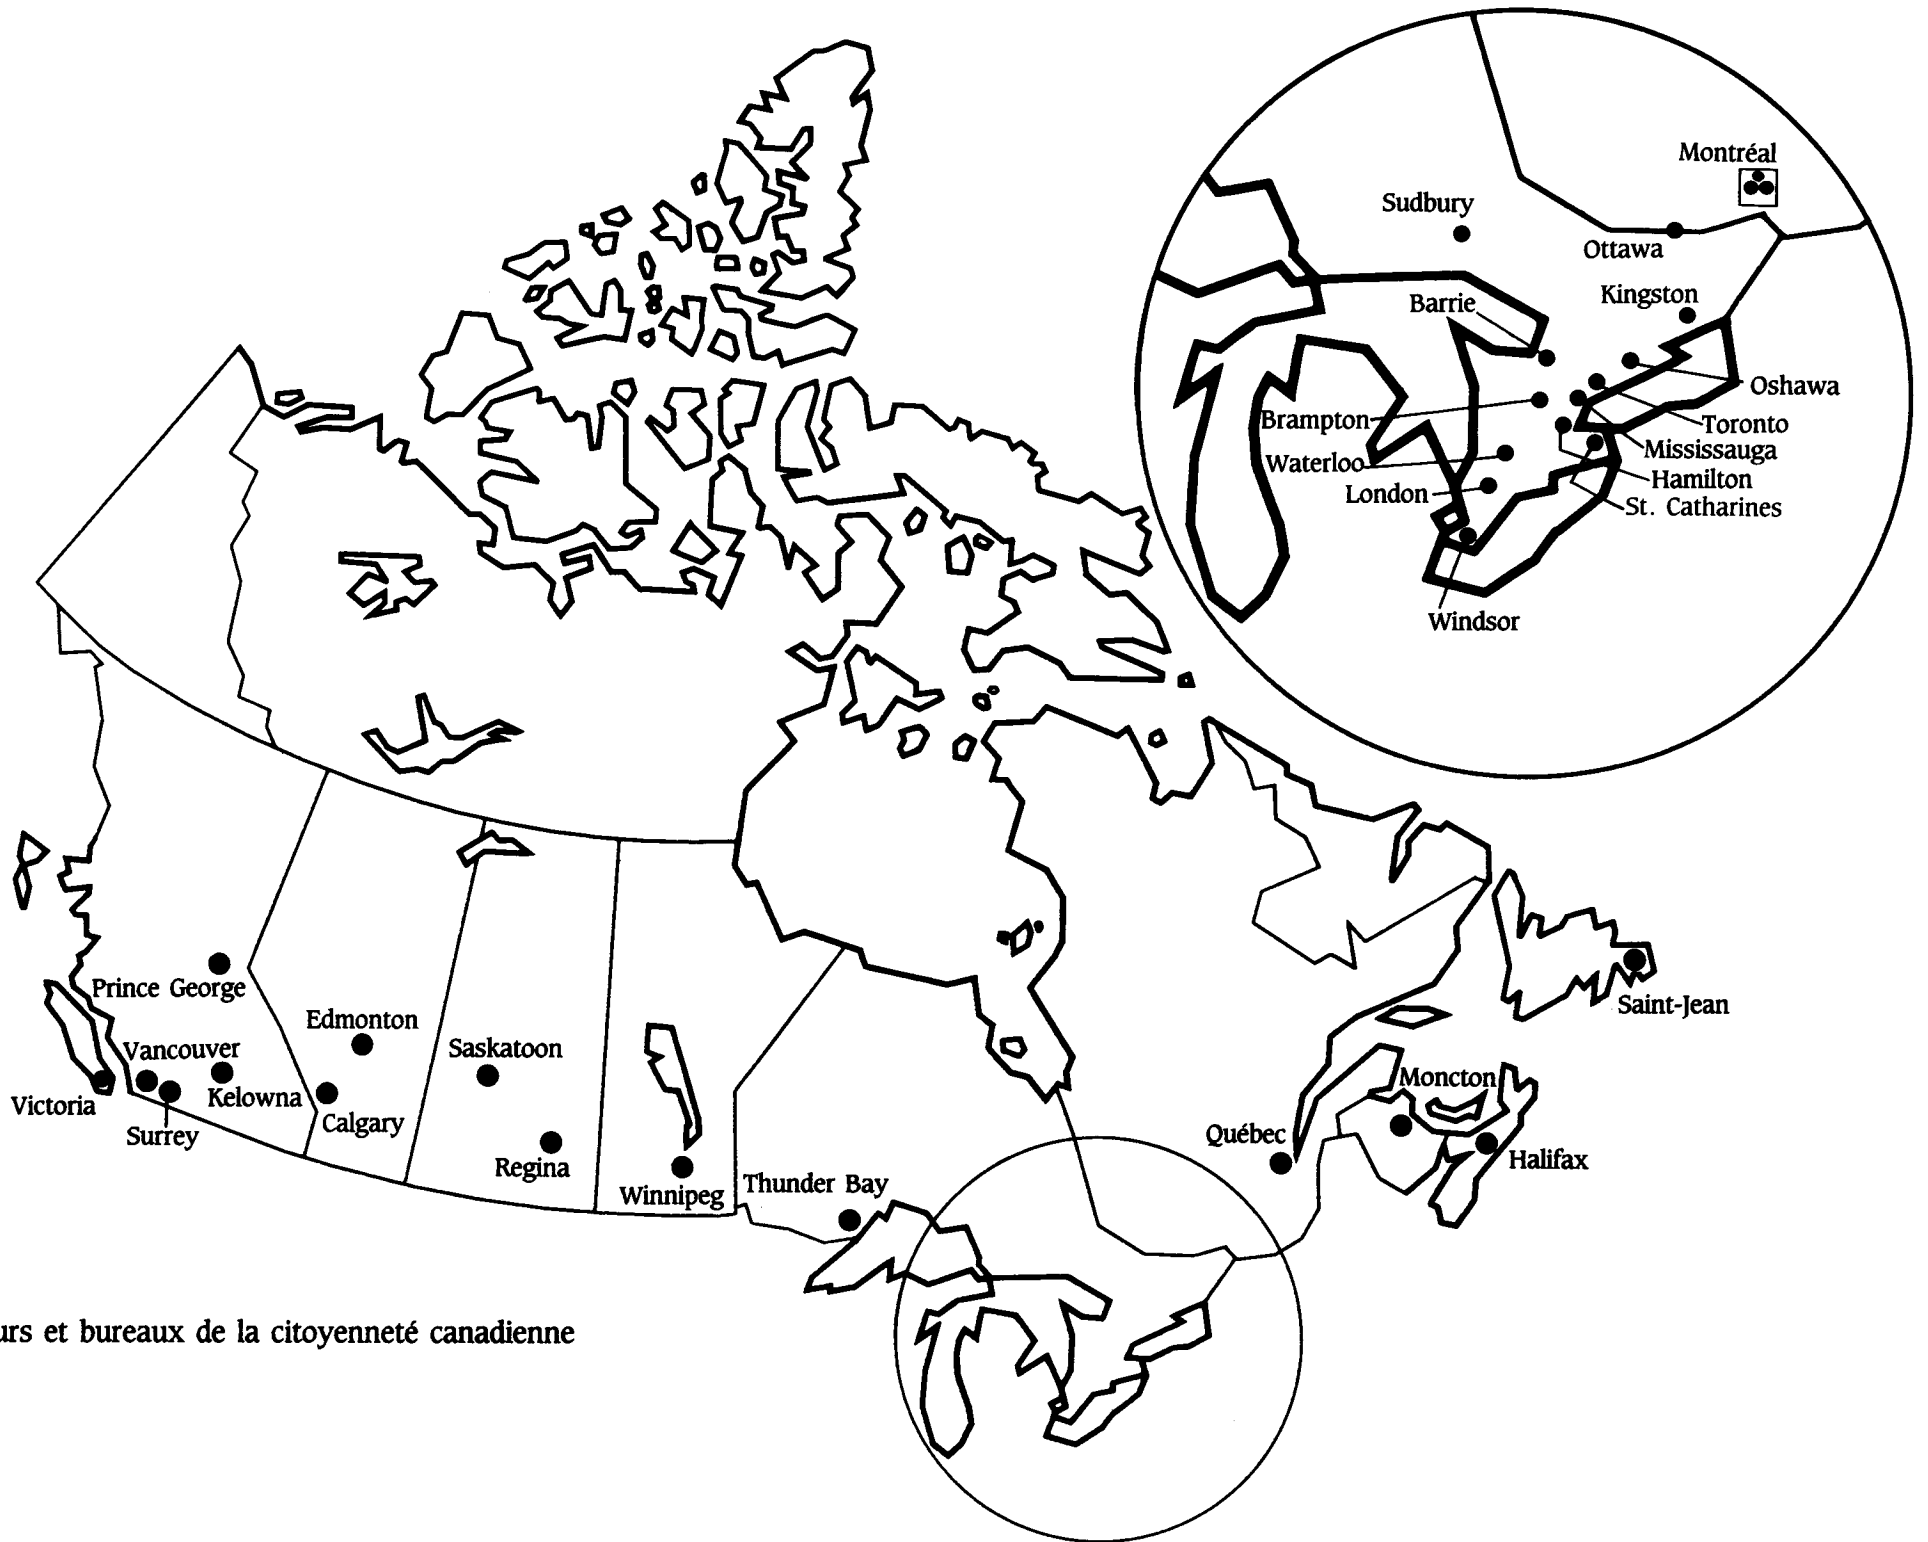 Montréal
Sudbury
Ottawa
Kingston
Barrie
Oshawa
Brampton
Toronto
Mississauga
Waterloo
Hamilton
London
St. Catharines
Windsor
Prince George
Saint-Jean
Edmonton
Vancouver
Saskatoon
Moncton
Kelowna
Victoria
Calgary
Surrey
Québec
Regina
Halifax
Winnipeg
Thunder Bay
et bureaux de la citoyenneté canadienne